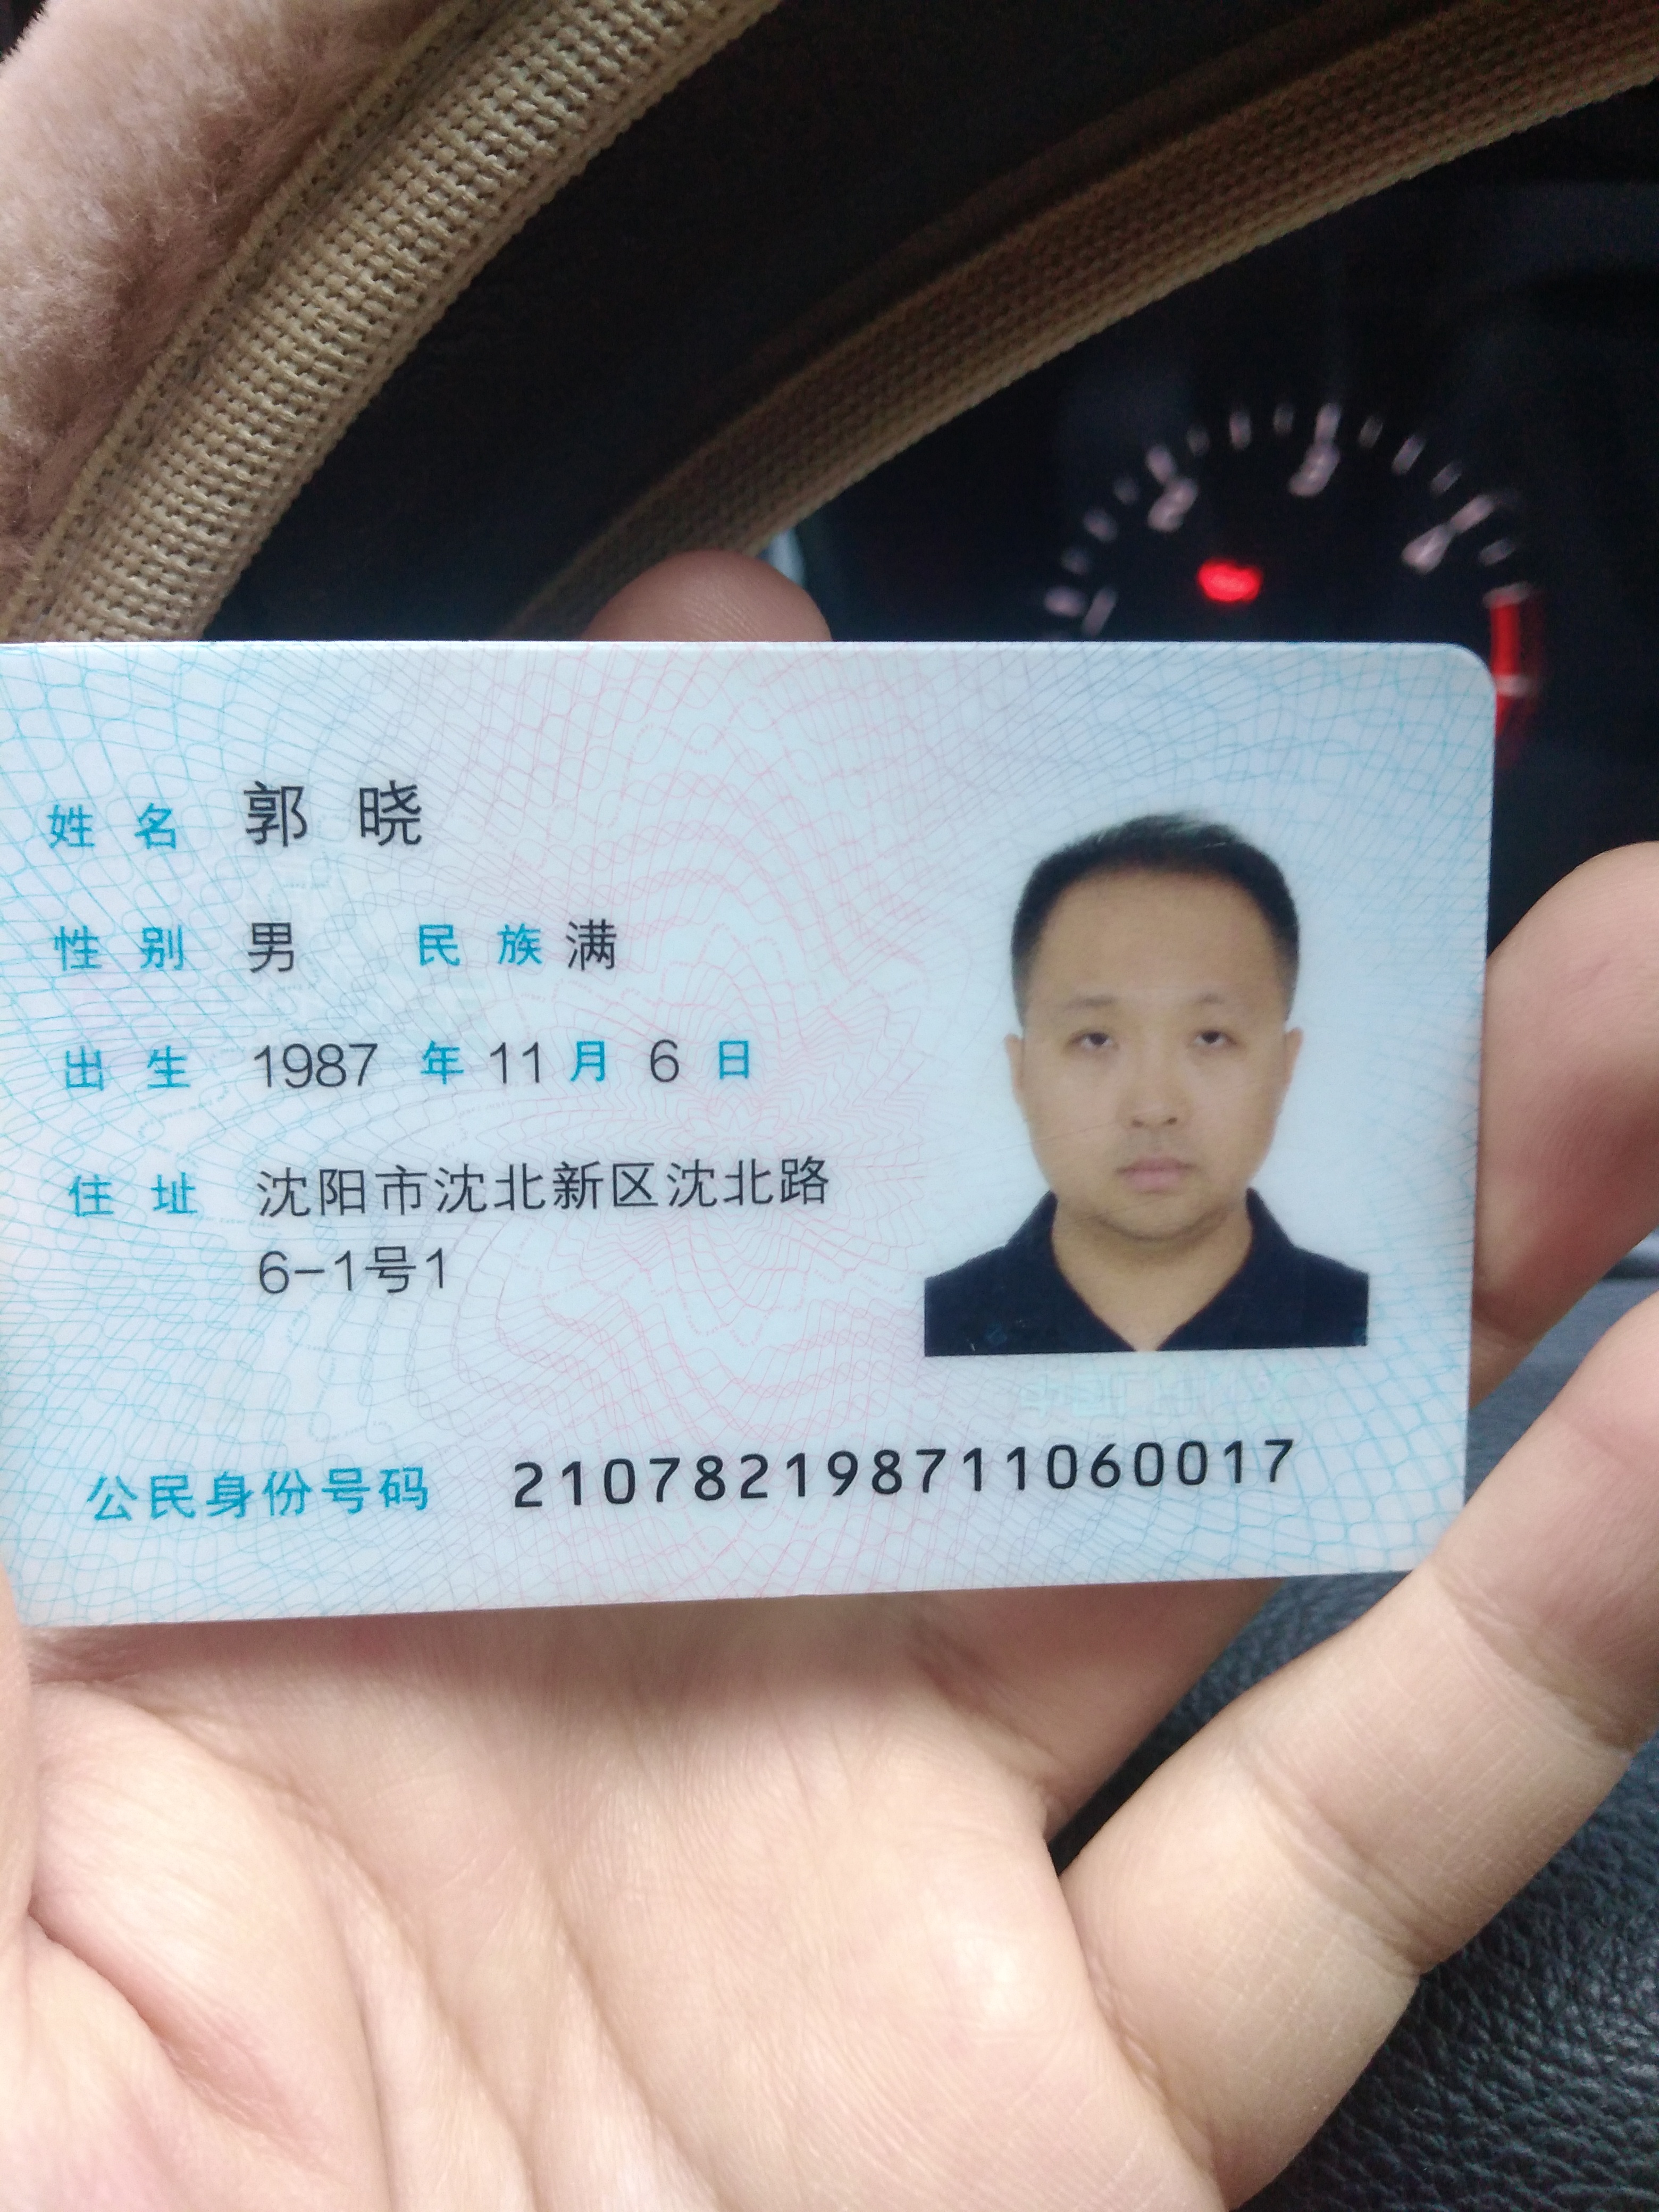 姓名 郭晓
性别 男 民族 满
出生 1987 年 11 月 6 日
住址 沈阳市沈北新区沈北路
6-1号1
公民身份号码 210782198711060017